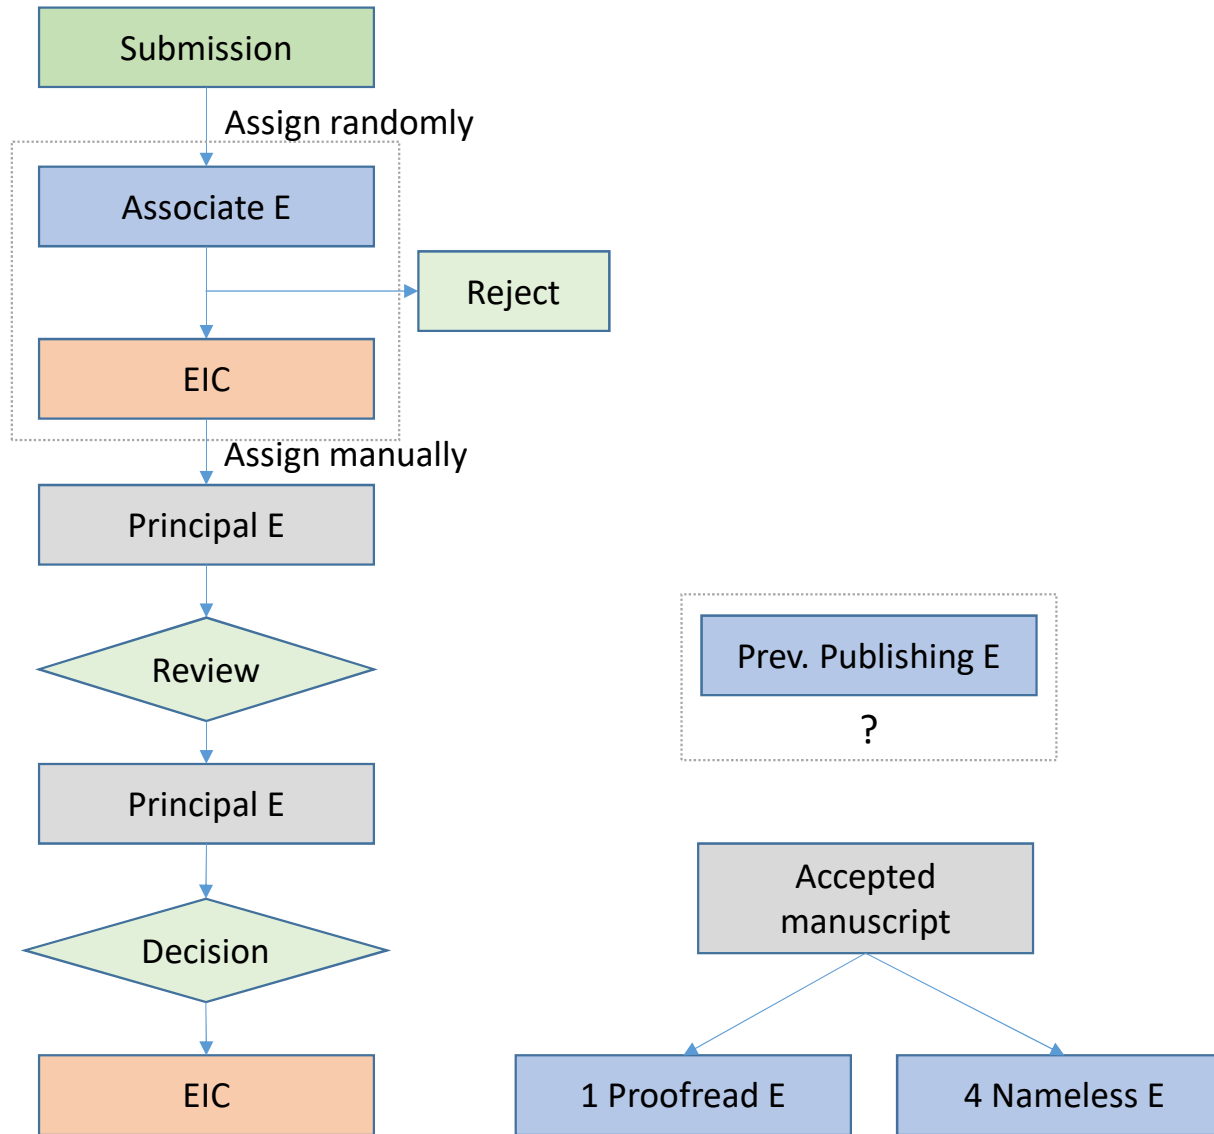 Submission
Assign randomly
Associate E
Reject
EIC
Assign manually
Principal E
Review
Principal E
Decision
EIC
Prev. Publishing E
?
Accepted
manuscript
1 Proofread E
4 Nameless E